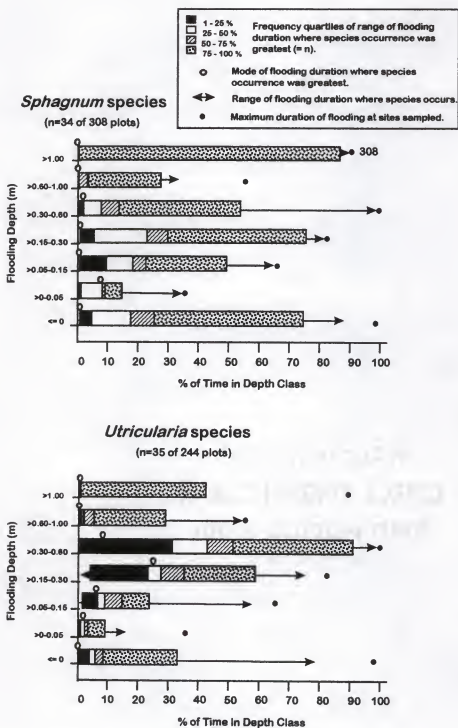 1 - 25 %
25 - 50 %
50 - 75 %
75 - 100 %
Frequency quartiles of range of flooding
duration where species occurrence was
greatest (= n).
Mode of flooding duration where species
occurrence was greatest.
Range of flooding duration where species occurs.
Maximum duration of flooding at sites sampled.
Sphagnum species
(n=34 of 308 plots)
Flooding Depth (m)
>1.00
308
>0.60-1.00
>0.30-0.60
>0.15-0.30
>0.05-0.15
>0-0.05
<= 0
0 10 20 30 40 50 60 70 80 90 100
% of Time in Depth Class
Utricularia species
(n=35 of 244 plots)
Flooding Depth (m)
>1.00
>0.60-1.00
>0.30-0.60
>0.15-0.30
>0.05-0.15
>0-0.05
<= 0
0 10 20 30 40 50 60 70 80 90 100
% of Time in Depth Class